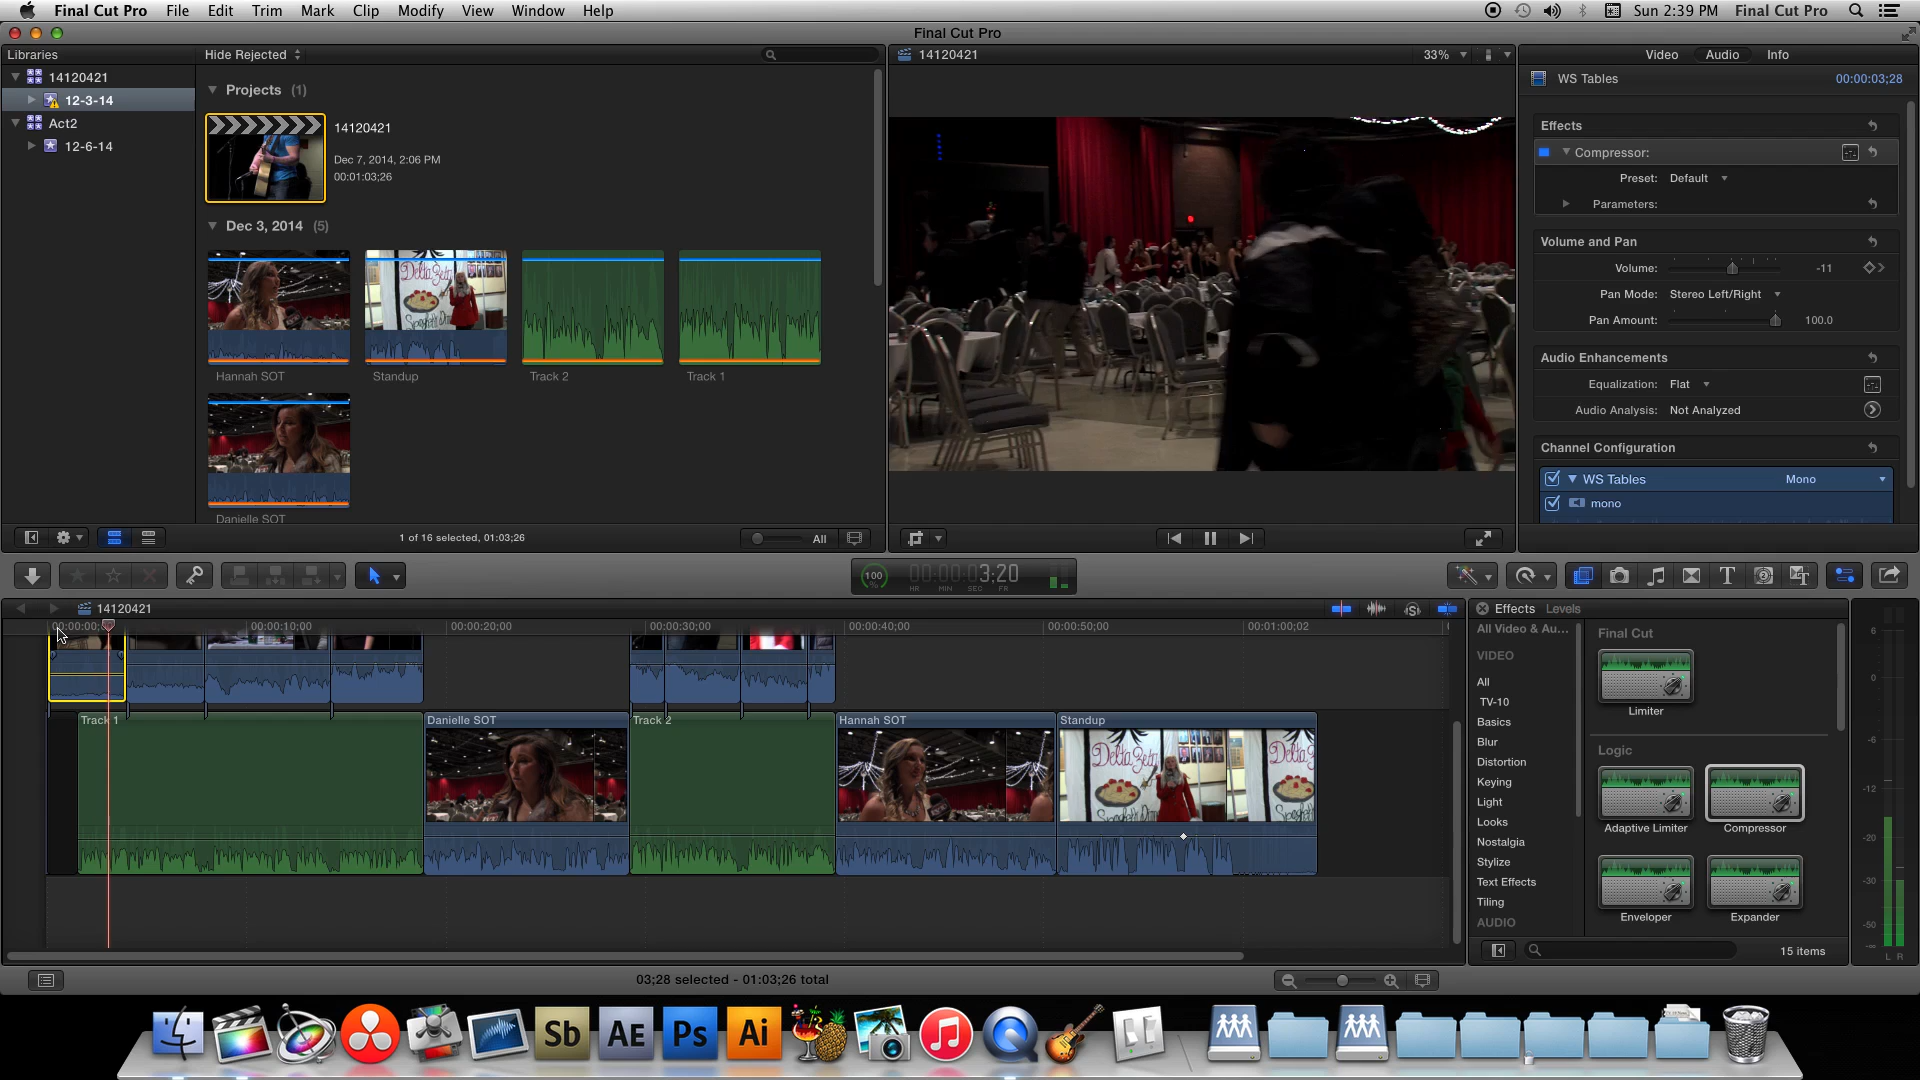 Final Cut Pro File Edit Trim Mark Clip Modify View Window Help
Sun 2:39 PM Final Cut Pro
Final Cut Pro
Libraries
14120421
12-3-14
Act2
12-6-14
Hide Rejected
Projects (1)
14120421
Dec 7, 2014, 2:06 PM
00:01:03;26
Dec 3, 2014 (5)
Hannah SOT
Standup
Track 2
Track 1
Danielle SOT
1 of 16 selected, 01:03;26
All
14120421
33%
Video Audio Info
WS Tables 00:00:03;28
Effects
Compressor:
Preset: Default
Parameters:
Volume and Pan
Volume: -11
Pan Mode: Stereo Left/Right
Pan Amount: 100.0
Audio Enhancements
Equalization: Flat
Audio Analysis: Not Analyzed
Channel Configuration
WS Tables Mono
mono
100
00:00:03;20
HR MIN SEC FR
14120421
00:00:00;
00:00:10;00
00:00:20;00
00:00:30;00
00:00:40;00
00:00:50;00
00:01:00;02
Track 1
Danielle SOT
Track 2
Hannah SOT
Standup
Delta Zeta
03;28 selected - 01:03;26 total
Effects Levels
All Video & Au...
VIDEO
All
TV-10
Basics
Blur
Distortion
Keying
Light
Looks
Nostalgia
Stylize
Text Effects
Tiling
AUDIO
Final Cut
Limiter
Logic
Adaptive Limiter
Compressor
Enveloper
Expander
15 items
6
0
-6
-12
-20
-30
-50
-∞
L R
Sb
AE
Ps
Ai